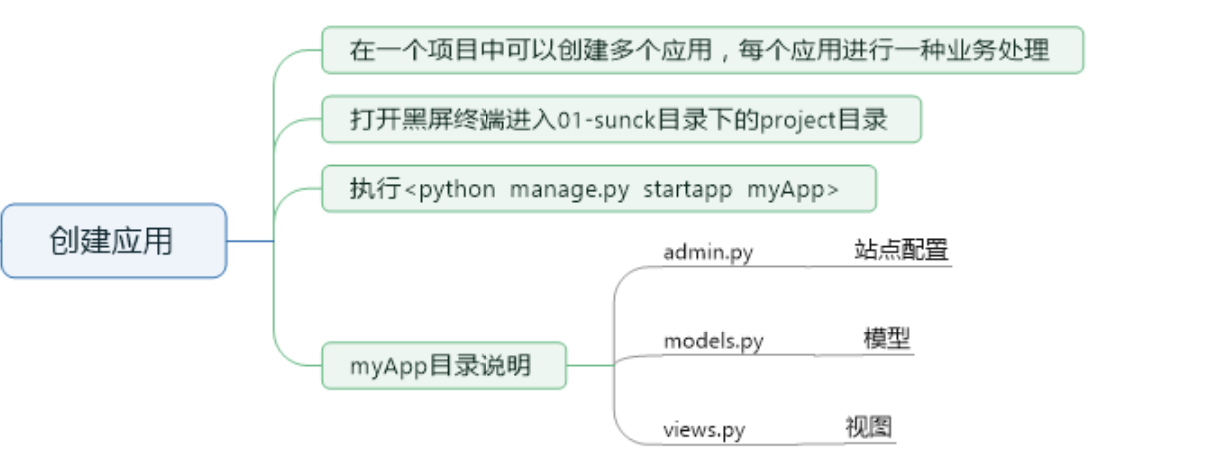 在一个项目中可以创建多个应用，每个应用进行一种业务处理
打开黑屏终端进入01-sunck目录下的project目录
执行<python manage.py startapp myApp>
创建应用
myApp目录说明
admin.py 站点配置
models.py 模型
views.py 视图